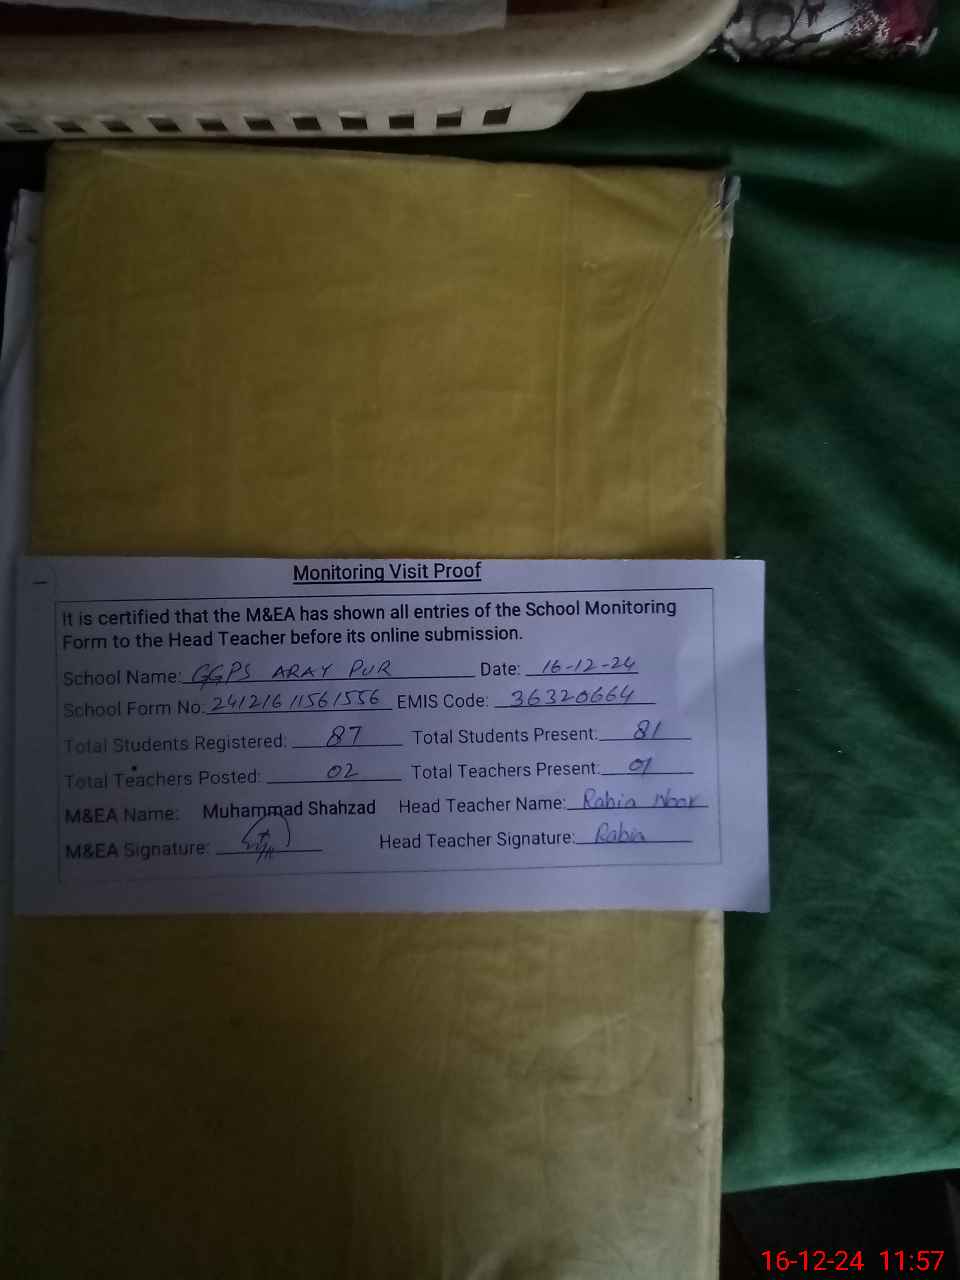 Monitoring Visit Proof
It is certified that the M&EA has shown all entries of the School Monitoring
Form to the Head Teacher before its online submission.
School Name: GGPS ARAY PUR Date: 16-12-24
School Form No: 241216 11561556 EMIS Code: 36320664
Total Students Registered: 87 Total Students Present: 81
Total Teachers Posted: 02 Total Teachers Present: 01
M&EA Name: Muhammad Shahzad Head Teacher Name: Rabia Noor
M&EA Signature: Head Teacher Signature: Rabia
16-12-24 11:57